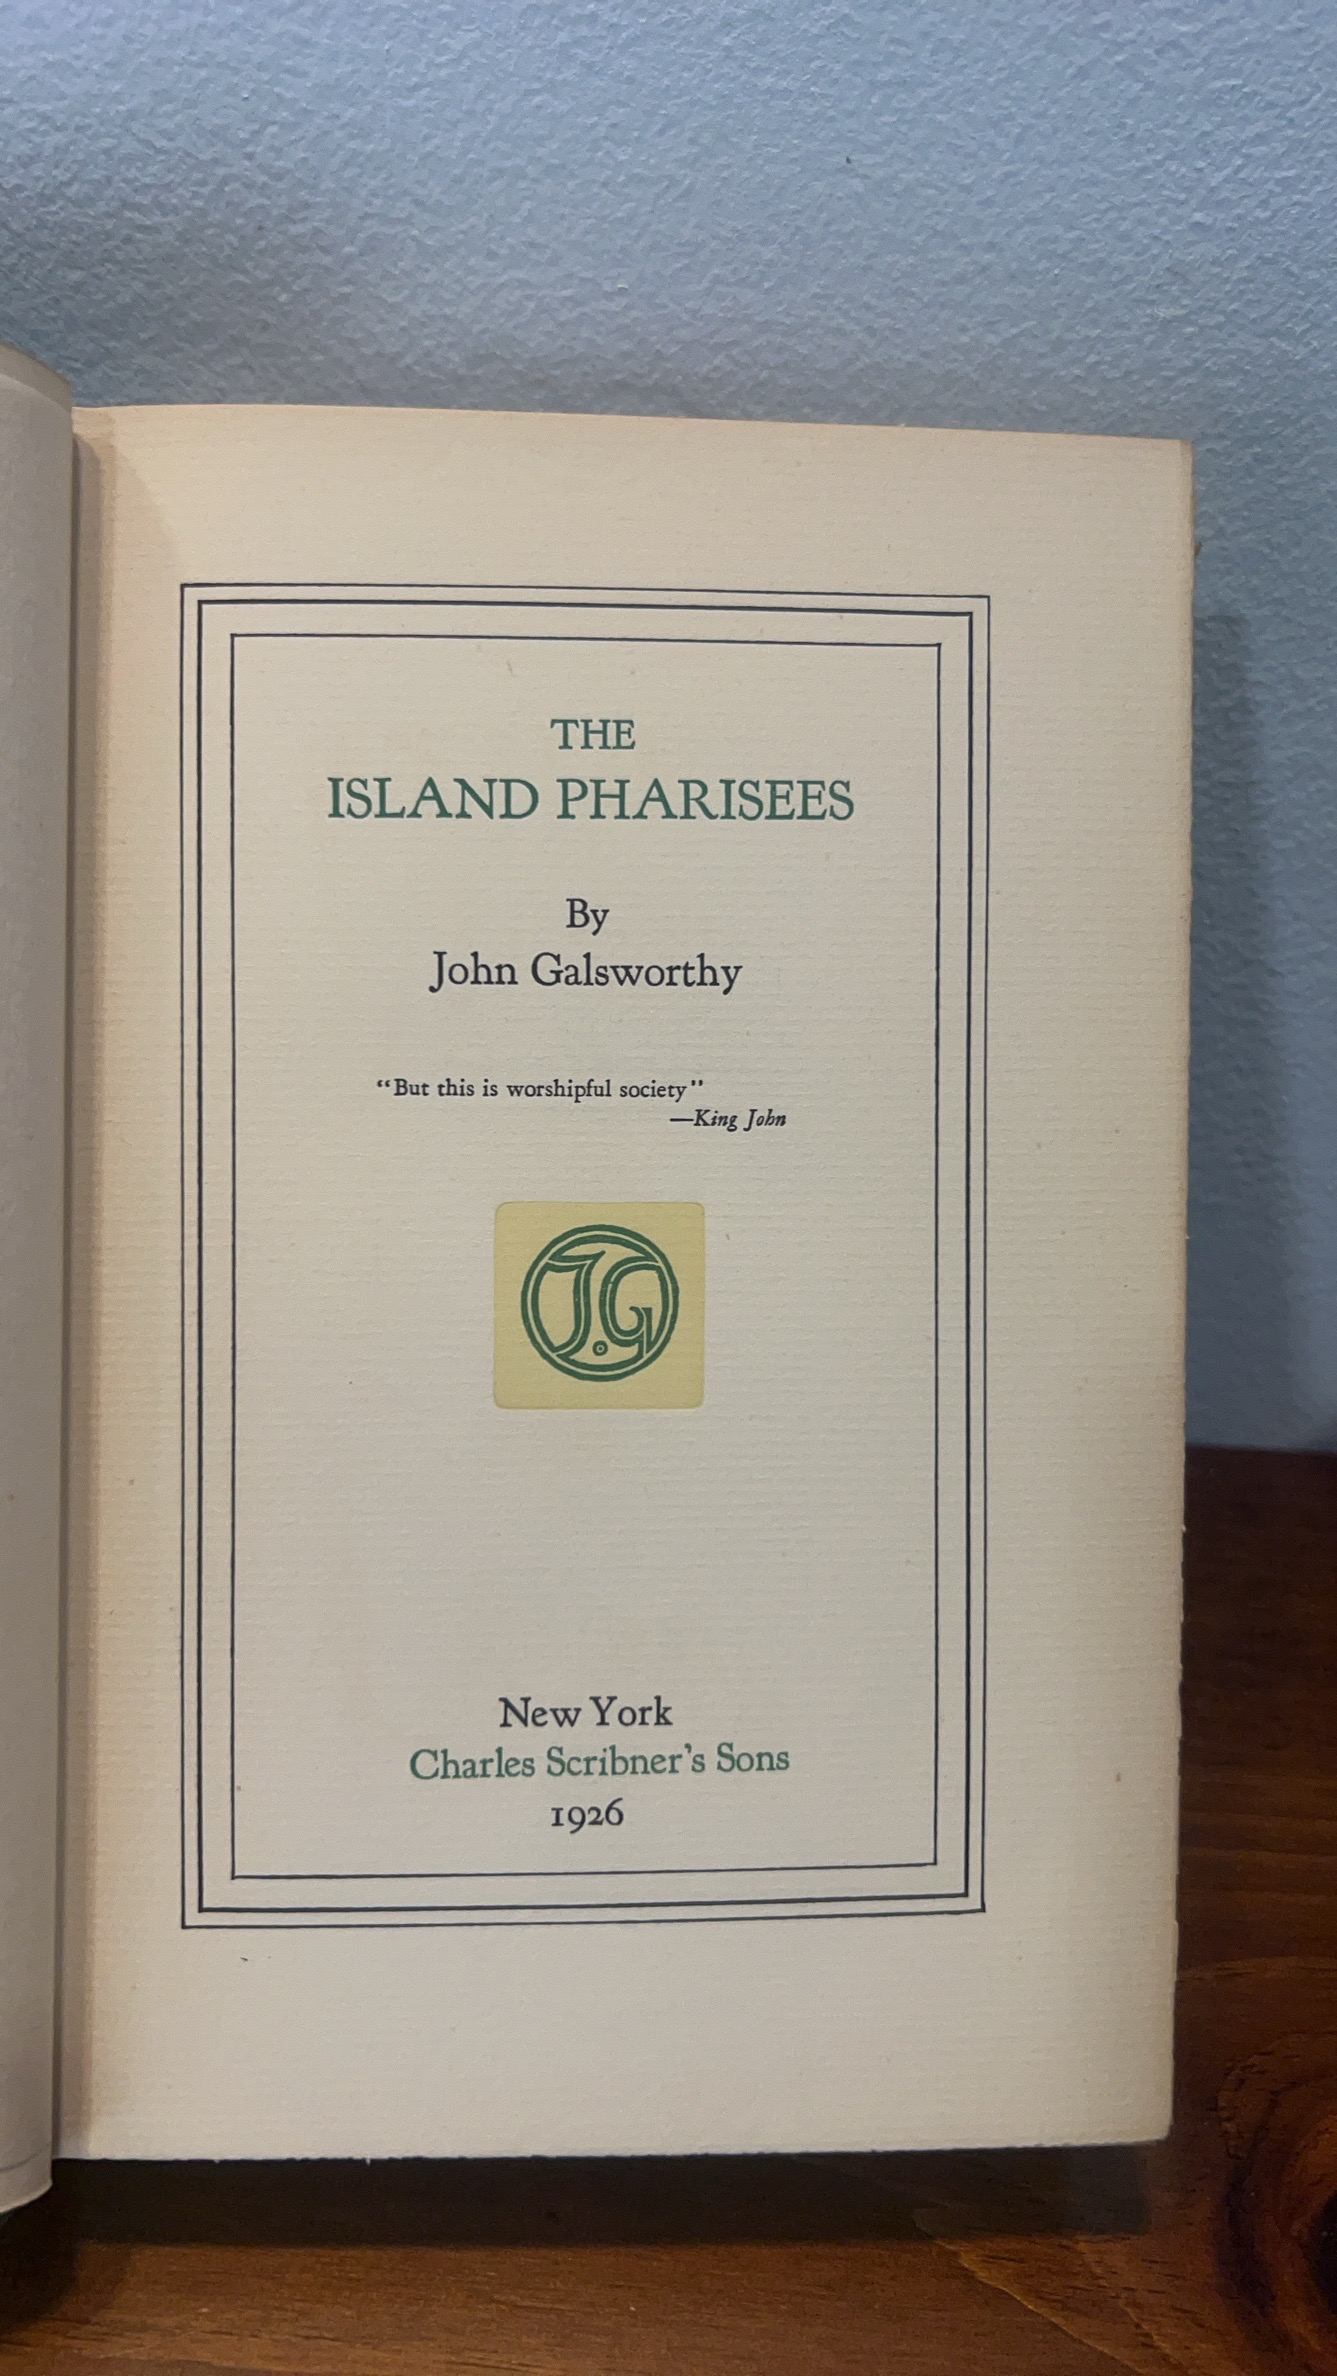 THE
ISLAND PHARISEES
By
John Galsworthy
“But this is worshipful society”
—King John
J.G
New York
Charles Scribner’s Sons
1926